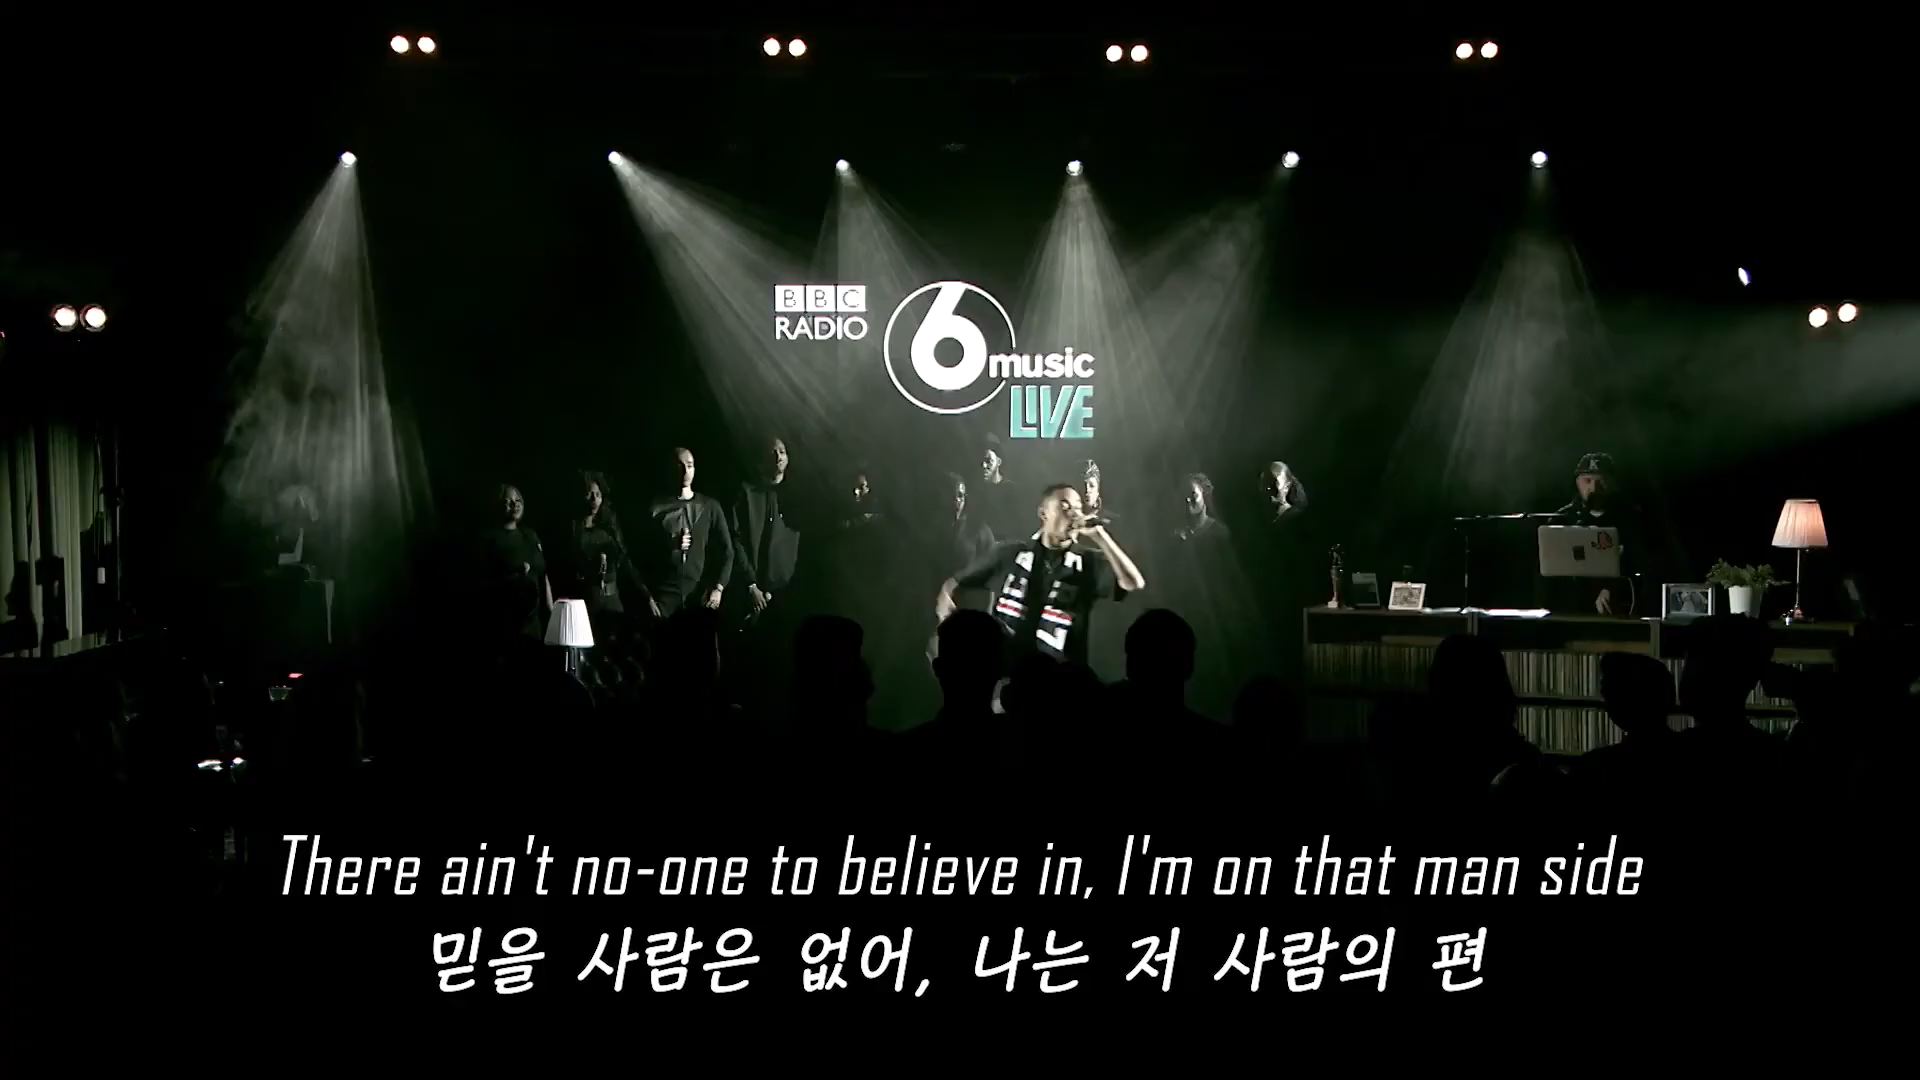 BBC
RADIO
6
music
LIVE
There ain't no-one to believe in, I'm on that man side
믿을 사람은 없어, 나는 저 사람의 편